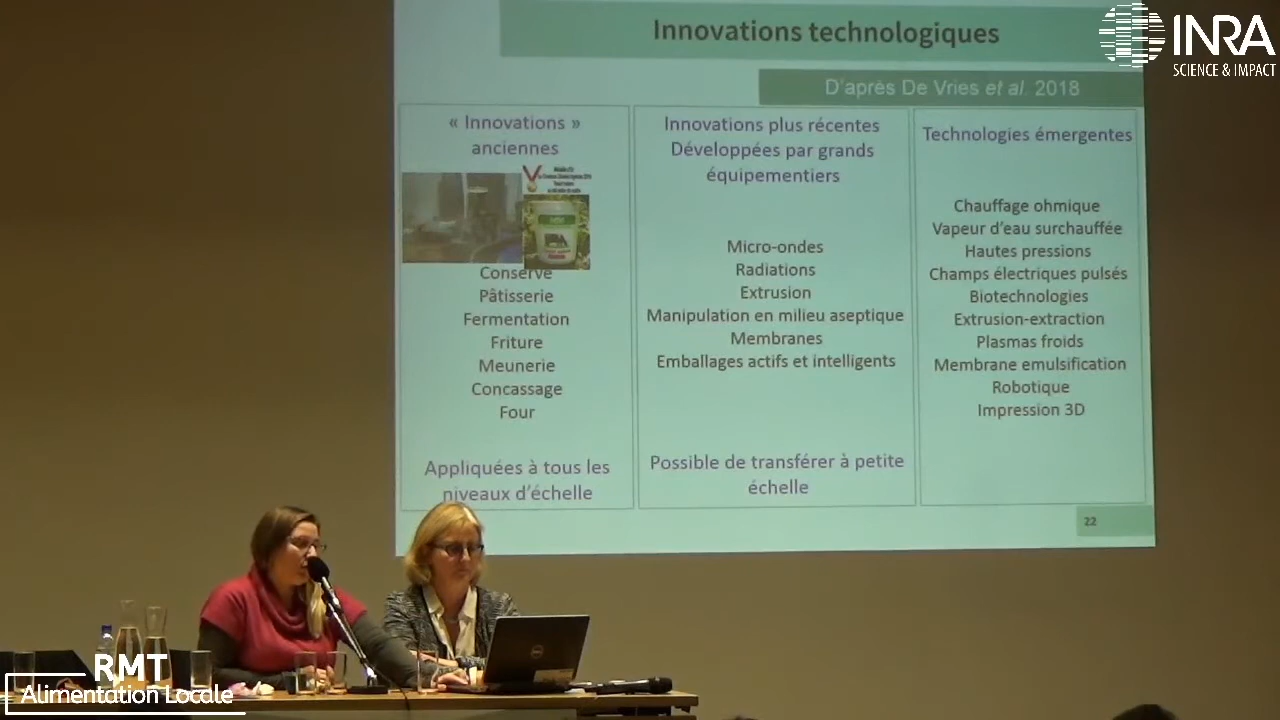 Innovations technologiques
INRA
SCIENCE & IMPACT
D'après De Vries et al. 2018
« Innovations »
anciennes
Conserve
Pâtisserie
Fermentation
Friture
Meunerie
Concassage
Four
Appliquées à tous les
niveaux d'échelle
Innovations plus récentes
Développées par grands
équipementiers
Micro-ondes
Radiations
Extrusion
Manipulation en milieu aseptique
Membranes
Emballages actifs et intelligents
Possible de transférer à petite
échelle
Technologies émergentes
Chauffage ohmique
Vapeur d'eau surchauffée
Hautes pressions
Champs électriques pulsés
Biotechnologies
Extrusion-extraction
Plasmas froids
Membrane emulsification
Robotique
Impression 3D
22
RMT
Alimentation Locale